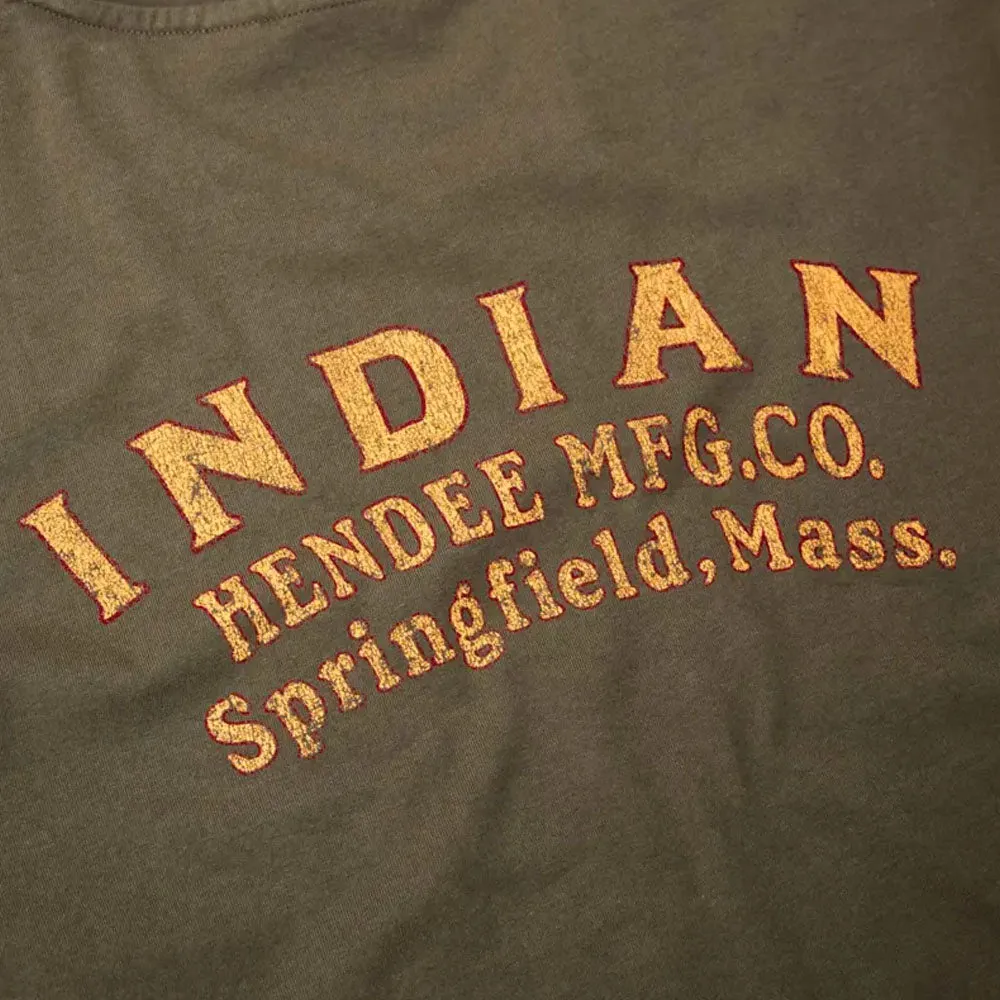 INDIAN
HENDEE MFG.CO.
Springfield, Mass.